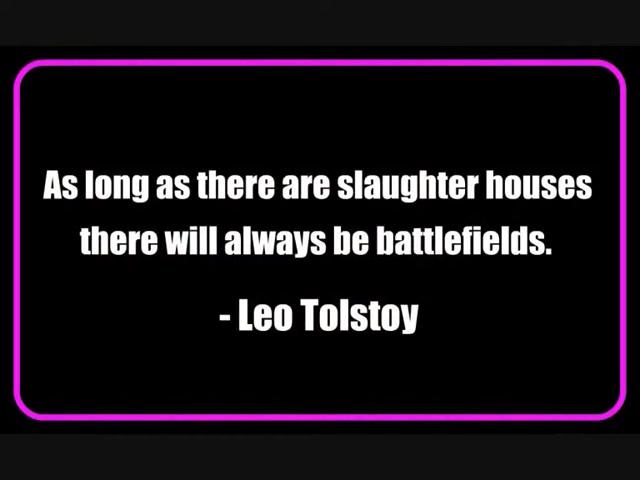 As long as there are slaughter houses
there will always be battlefields.
- Leo Tolstoy